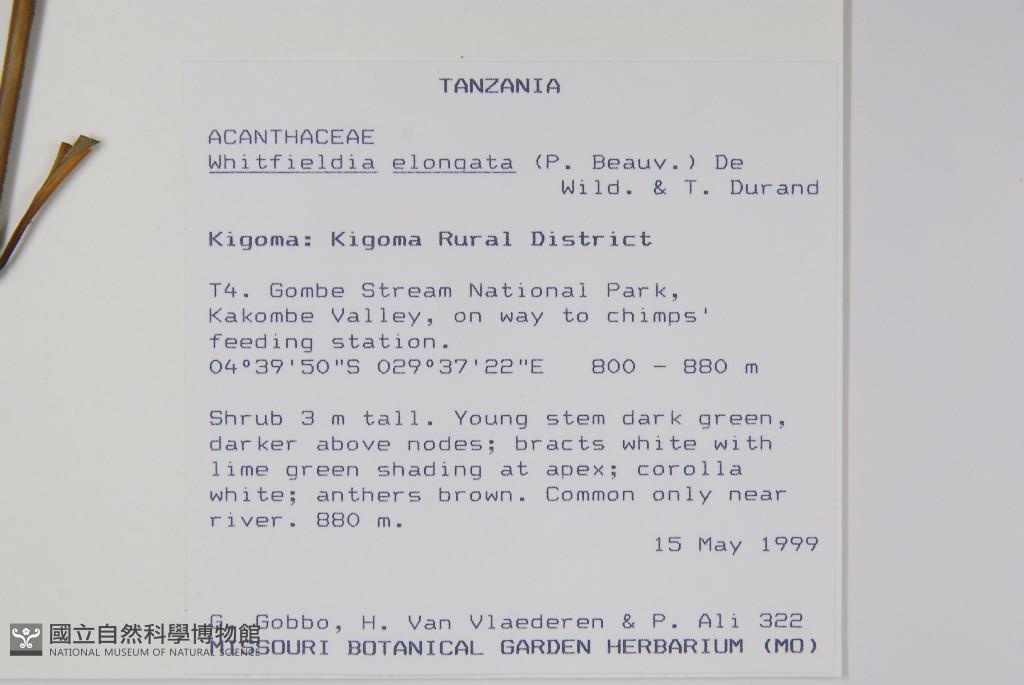 TANZANIA
ACANTHACEAE
Whitfieldia elongata (P. Beauv.) De
Wild. & T. Durand
Kigoma: Kigoma Rural District
T4. Gombe Stream National Park,
Kakombe Valley, on way to chimps'
feeding station.
04°39'50"S 029°37'22"E 800 - 880 m
Shrub 3 m tall. Young stem dark green,
darker above nodes; bracts white with
lime green shading at apex; corolla
white; anthers brown. Common only near
river. 880 m.
15 May 1999
G. Gobbo, H. Van Vlaederen & P. Ali 322
MISSOURI BOTANICAL GARDEN HERBARIUM (MO)
國立自然科學博物館
NATIONAL MUSEUM OF NATURAL SCIENCE